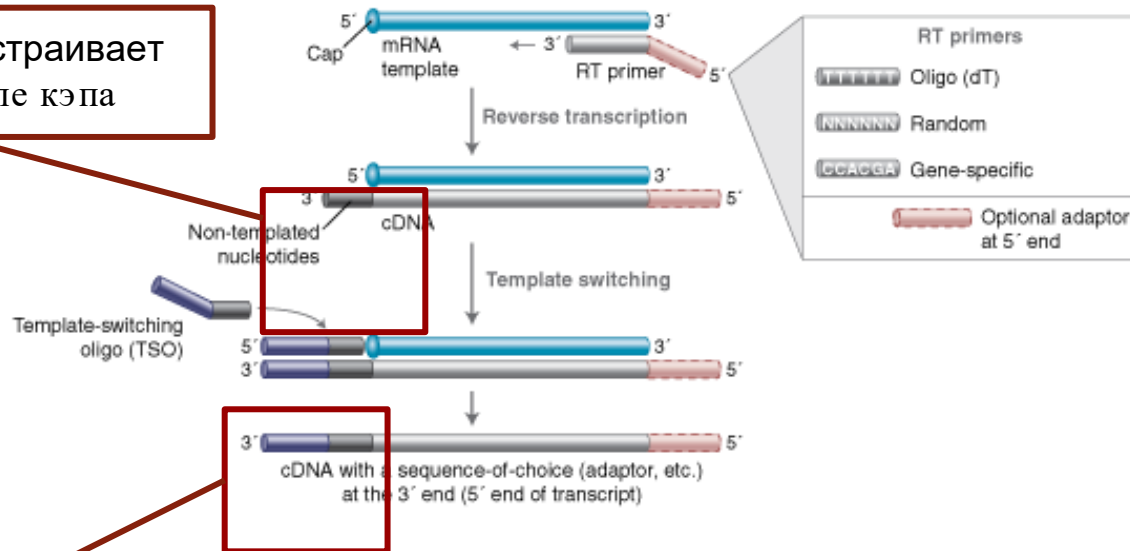 страивает
ле кэпа
5´
3´
Cap
mRNA
template
3´
RT primer
5´
RT primers
TTTTTT Oligo (dT)
NNNNNN Random
CCACGA Gene-specific
Optional adaptor
at 5´ end
Reverse transcription
5´
3´
3
5´
cDNA
Non-templated
nucleotides
Template switching
Template-switching
oligo (TSO)
5´
3´
3´
5´
3´
5´
cDNA with a sequence-of-choice (adaptor, etc.)
at the 3´ end (5´ end of transcript)